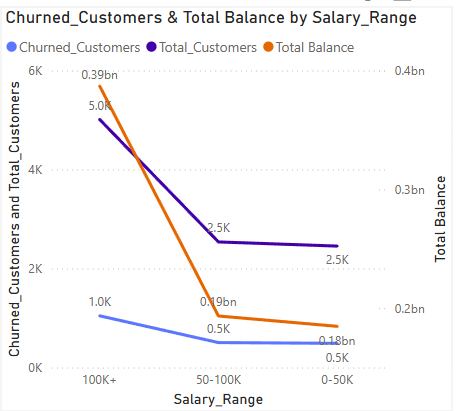 Churned_Customers & Total Balance by Salary_Range
Churned_Customers Total_Customers Total Balance
Churned_Customers and Total_Customers
6K
4K
2K
0K
0.39bn
5.0K
1.0K
2.5K
0.19bn
0.5K
2.5K
0.18bn
0.5K
0.4bn
0.3bn
0.2bn
Total Balance
100K+ 50-100K 0-50K
Salary_Range